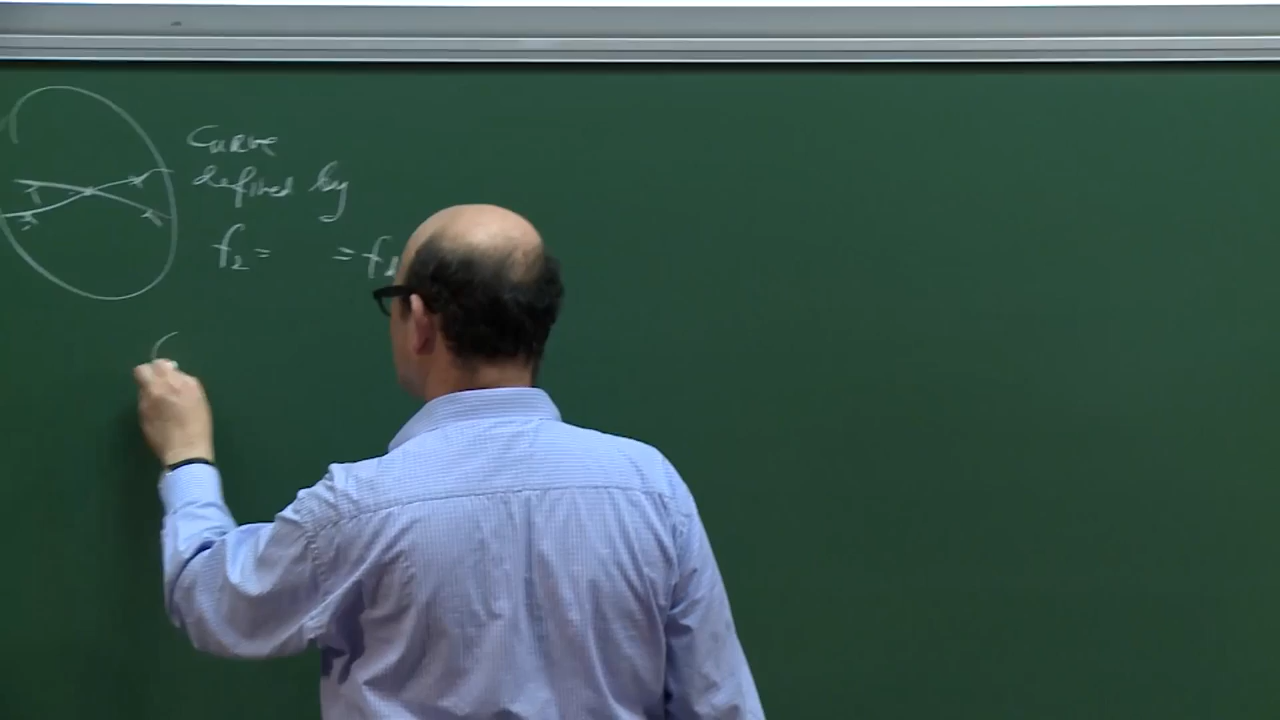 Curve
defined by
f₂ = = f